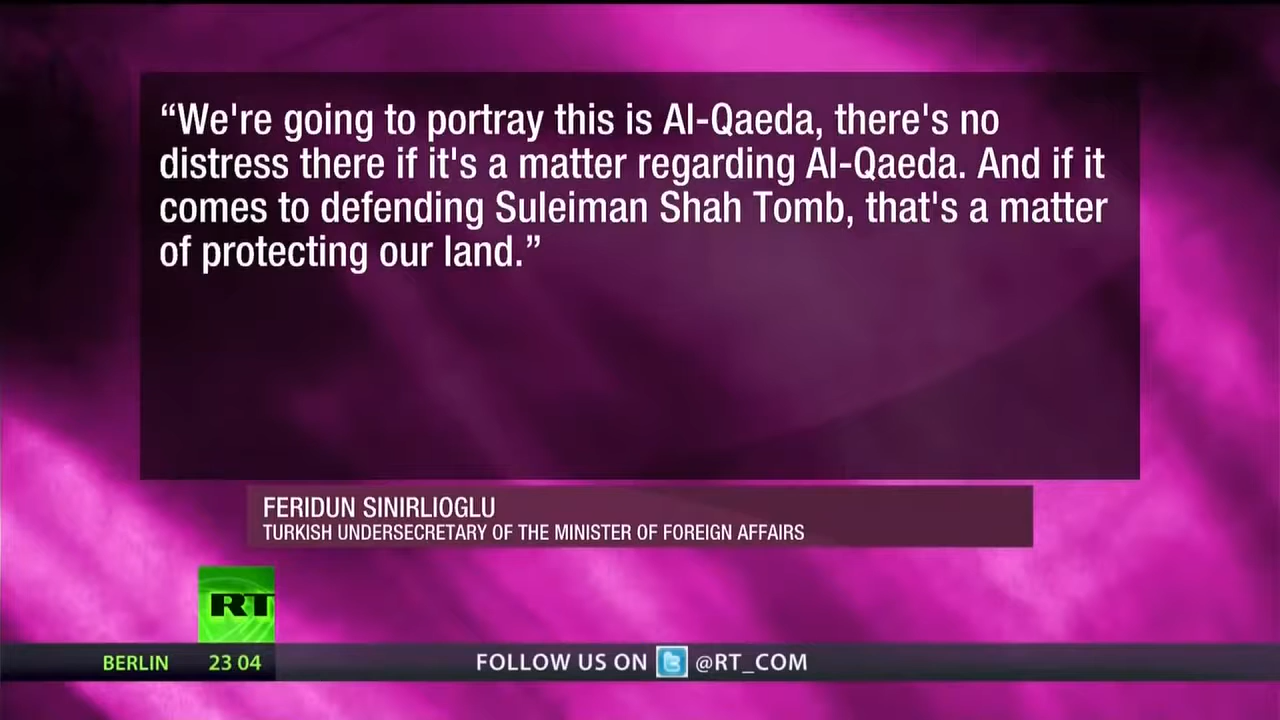 “We're going to portray this is Al-Qaeda, there's no
distress there if it's a matter regarding Al-Qaeda. And if it
comes to defending Suleiman Shah Tomb, that's a matter
of protecting our land.”
FERIDUN SINIRLIOGLU
TURKISH UNDERSECRETARY OF THE MINISTER OF FOREIGN AFFAIRS
RT
BERLIN 23 04
FOLLOW US ON @RT_COM